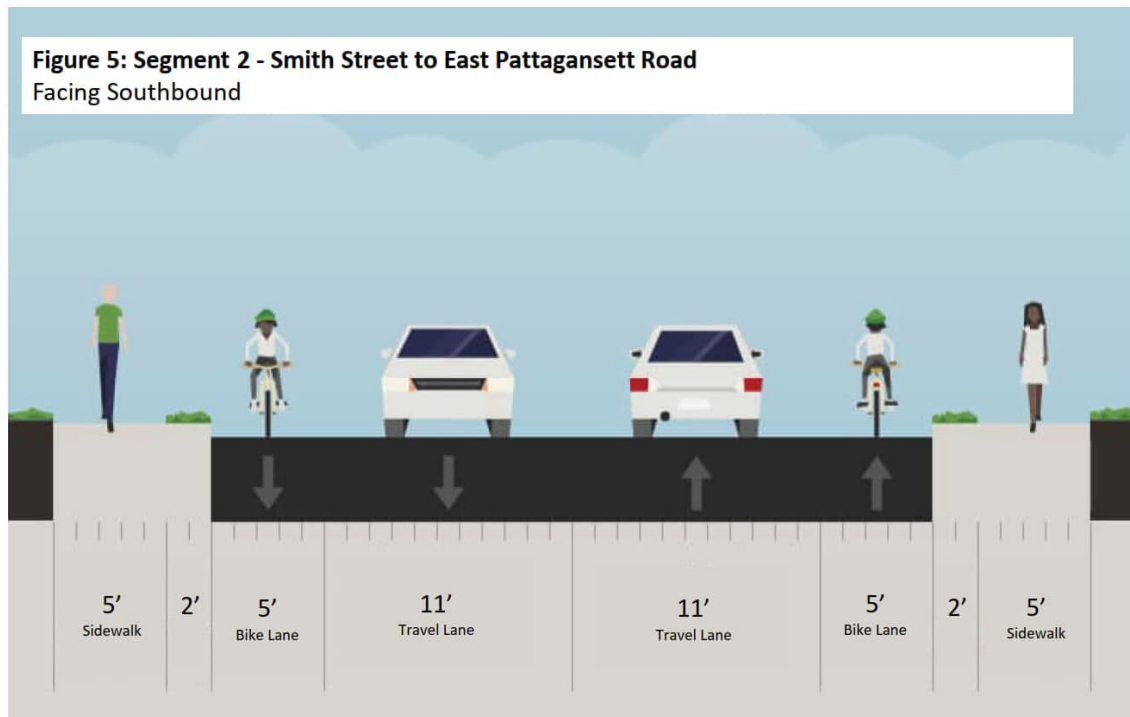 Figure 5: Segment 2 - Smith Street to East Pattagansett Road
Facing Southbound
5’ 2’ 5’ 11’ 11’ 5’ 2’ 5’
Sidewalk Bike Lane Travel Lane Travel Lane Bike Lane Sidewalk